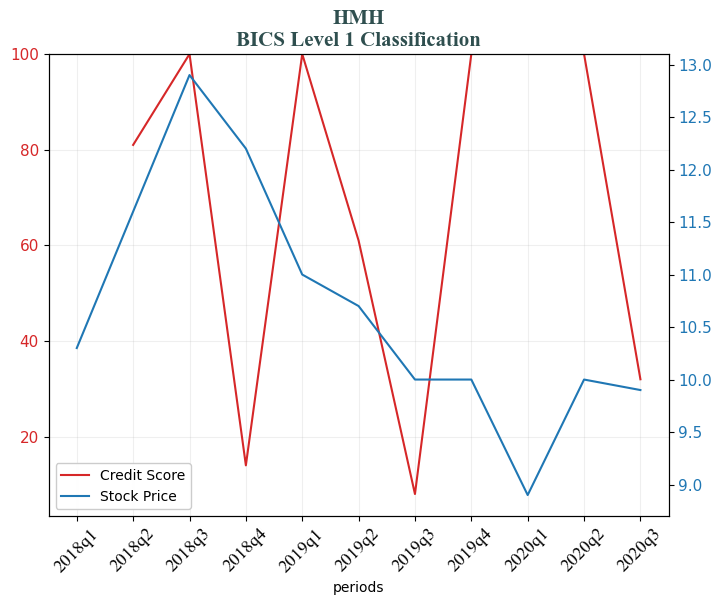 HMH
BICS Level 1 Classification
100
80
60
40
20
13.0
12.5
12.0
11.5
11.0
10.5
10.0
9.5
9.0
Credit Score
Stock Price
2018q1
2018q2
2018q3
2018q4
2019q1
2019q2
2019q3
2019q4
2020q1
2020q2
2020q3
periods